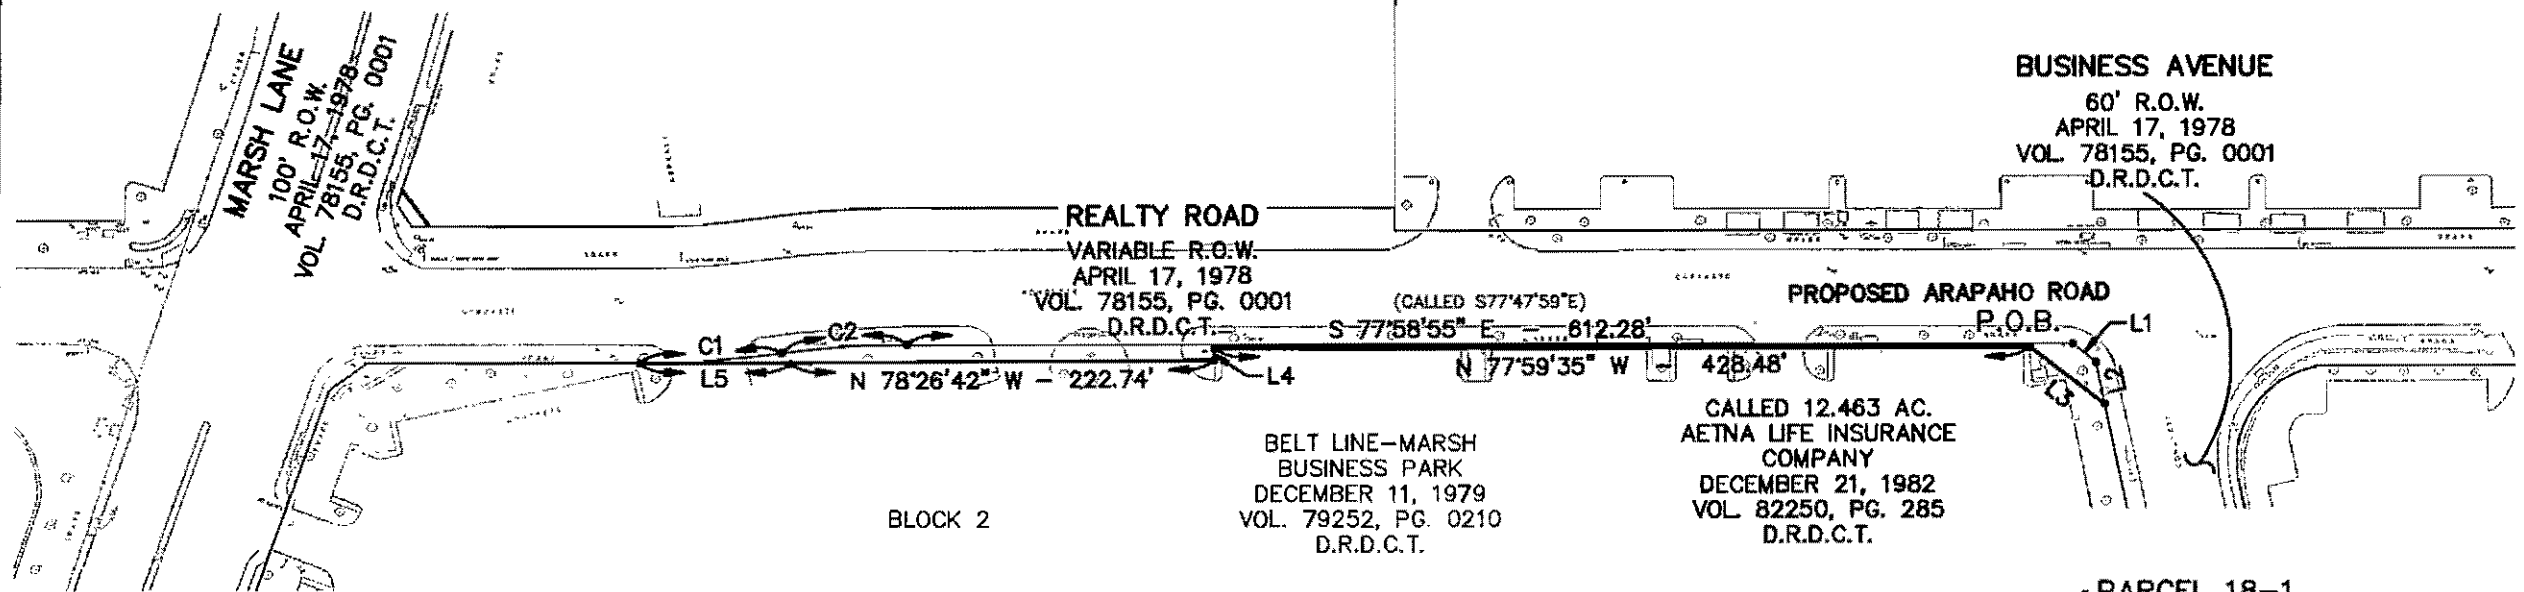 MARSH LANE
100' R.O.W.
APRIL 17, 1978
VOL. 78155, PG. 0001
D.R.D.C.T.
BUSINESS AVENUE
60' R.O.W.
APRIL 17, 1978
VOL. 78155, PG. 0001
D.R.D.C.T.
REALTY ROAD
VARIABLE R.O.W.
APRIL 17, 1978
VOL. 78155, PG. 0001
D.R.D.C.T.
(CALLED S77°47'59"E)
S 77°58'55" E - 612.28'
PROPOSED ARAPAHO ROAD
P.O.B.
L1
C1
C2
L5
N 78°26'42" W - 222.74'
L4
N 77°59'35" W - 428.48'
L3
L2
CALLED 12.463 AC.
AETNA LIFE INSURANCE
COMPANY
DECEMBER 21, 1982
VOL. 82250, PG. 285
D.R.D.C.T.
BELT LINE-MARSH
BUSINESS PARK
DECEMBER 11, 1979
VOL. 79252, PG. 0210
D.R.D.C.T.
BLOCK 2
PARCEL 18-1